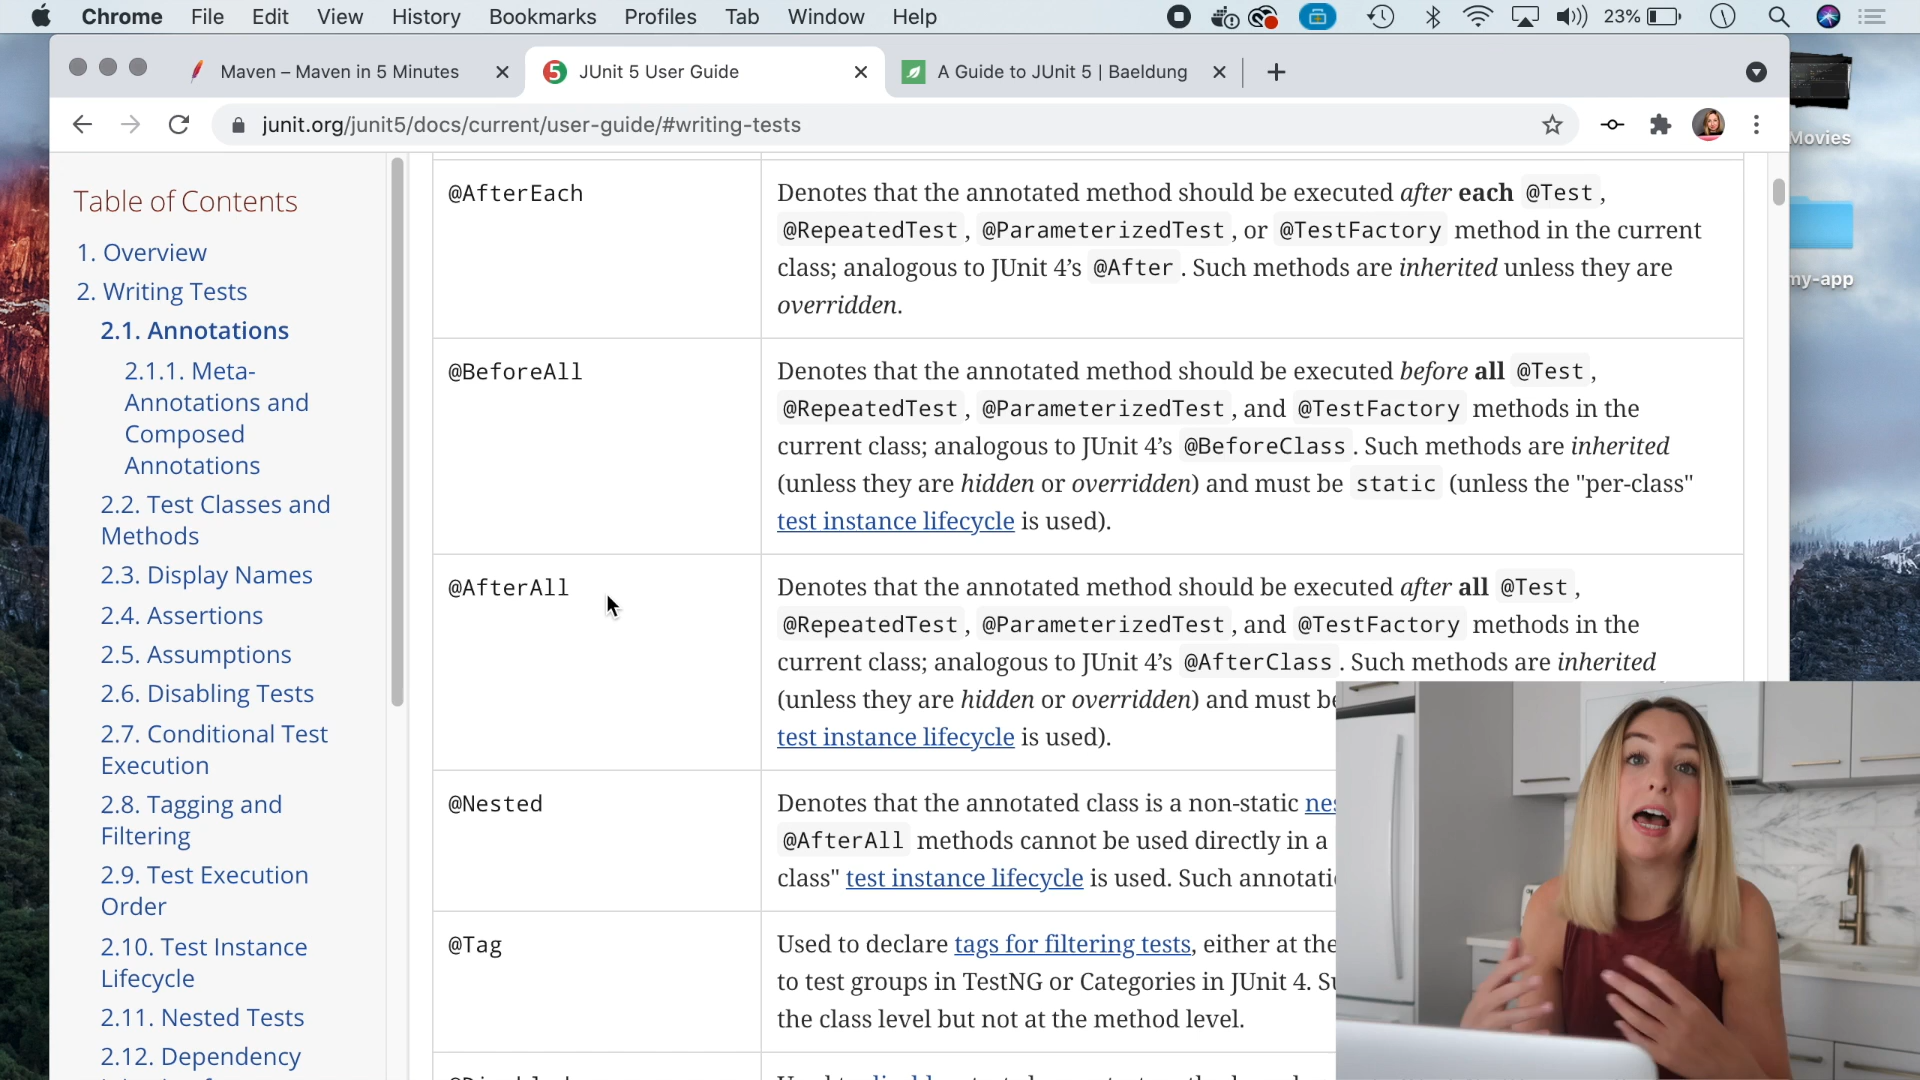 Chrome File Edit View History Bookmarks Profiles Tab Window Help 23%
Maven – Maven in 5 Minutes JUnit 5 User Guide A Guide to JUnit 5 | Baeldung
junit.org/junit5/docs/current/user-guide/#writing-tests
Movies
my-app
Table of Contents
1. Overview
2. Writing Tests
2.1. Annotations
2.1.1. Meta-
Annotations and
Composed
Annotations
2.2. Test Classes and
Methods
2.3. Display Names
2.4. Assertions
2.5. Assumptions
2.6. Disabling Tests
2.7. Conditional Test
Execution
2.8. Tagging and
Filtering
2.9. Test Execution
Order
2.10. Test Instance
Lifecycle
2.11. Nested Tests
2.12. Dependency
@AfterEach
Denotes that the annotated method should be executed after each @Test,
@RepeatedTest, @ParameterizedTest, or @TestFactory method in the current
class; analogous to JUnit 4’s @After. Such methods are inherited unless they are
overridden.
@BeforeAll
Denotes that the annotated method should be executed before all @Test,
@RepeatedTest, @ParameterizedTest, and @TestFactory methods in the
current class; analogous to JUnit 4’s @BeforeClass. Such methods are inherited
(unless they are hidden or overridden) and must be static (unless the "per-class"
test instance lifecycle is used).
@AfterAll
Denotes that the annotated method should be executed after all @Test,
@RepeatedTest, @ParameterizedTest, and @TestFactory methods in the
current class; analogous to JUnit 4’s @AfterClass. Such methods are inherited
(unless they are hidden or overridden) and must be
test instance lifecycle is used).
@Nested
Denotes that the annotated class is a non-static
@AfterAll methods cannot be used directly in a
class" test instance lifecycle is used. Such
@Tag
Used to declare tags for filtering tests, either at the
to test groups in TestNG or Categories in JUnit 4.
the class level but not at the method level.